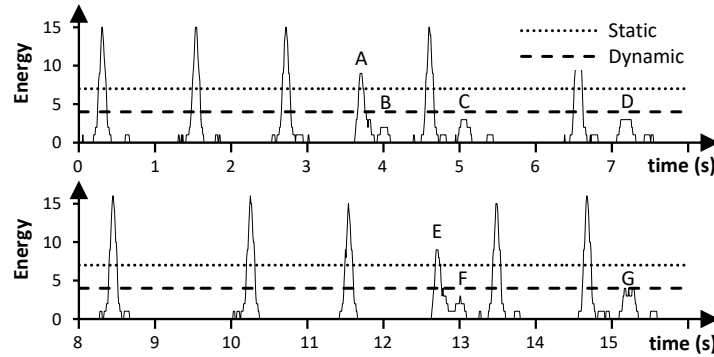 15
10
5
0
Energy
A
B
C
D
Static
Dynamic
0 1 2 3 4 5 6 7
time (s)
15
10
5
0
Energy
E
F
G
8 9 10 11 12 13 14 15
time (s)